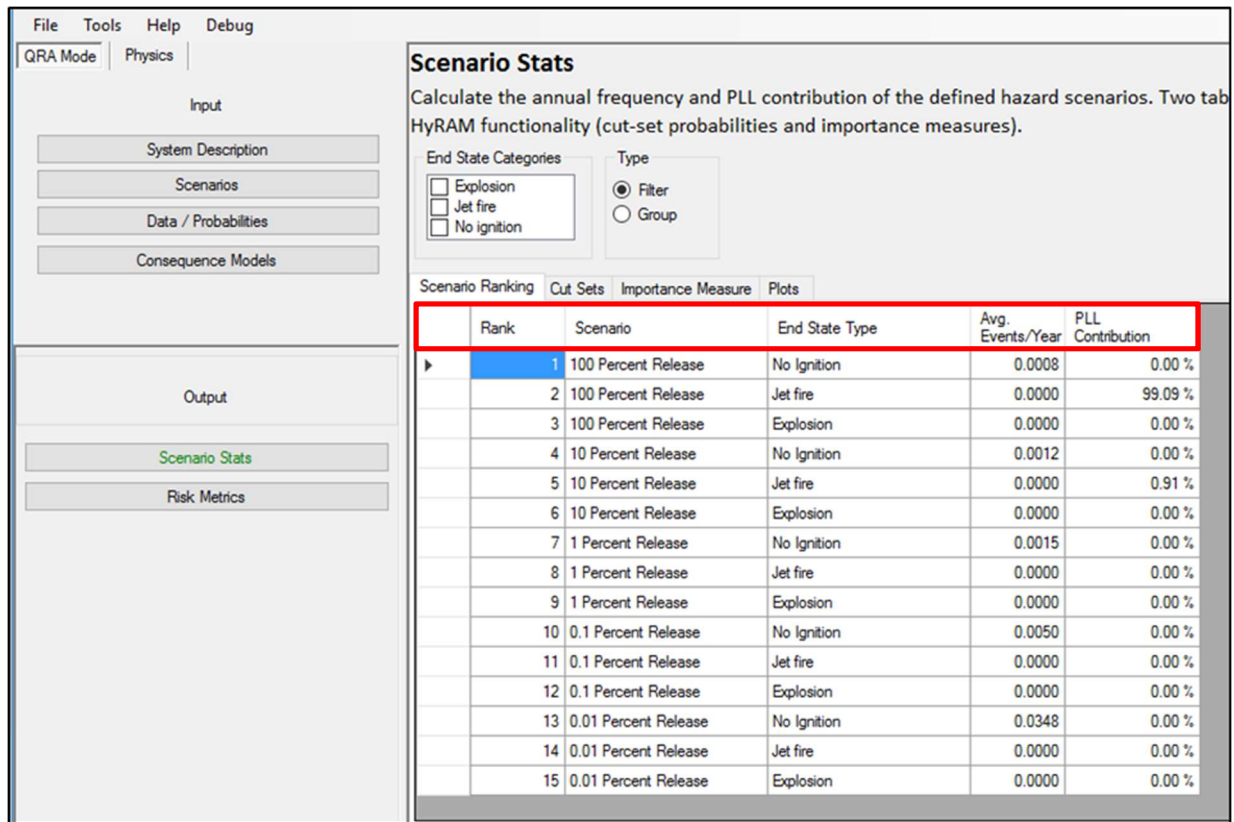 File Tools Help Debug
QRA Mode Physics
Input
System Description
Scenarios
Data / Probabilities
Consequence Models
Output
Scenario Stats
Risk Metrics
Scenario Stats
Calculate the annual frequency and PLL contribution of the defined hazard scenarios. Two tab
HyRAM functionality (cut-set probabilities and importance measures).
End State Categories
Explosion
Jet fire
No ignition
Type
Filter
Group
Scenario Ranking Cut Sets Importance Measure Plots
Rank Scenario End State Type Avg. Events/Year PLL Contribution
1 100 Percent Release No Ignition 0.0008 0.00 %
2 100 Percent Release Jet fire 0.0000 99.09 %
3 100 Percent Release Explosion 0.0000 0.00 %
4 10 Percent Release No Ignition 0.0012 0.00 %
5 10 Percent Release Jet fire 0.0000 0.91 %
6 10 Percent Release Explosion 0.0000 0.00 %
7 1 Percent Release No Ignition 0.0015 0.00 %
8 1 Percent Release Jet fire 0.0000 0.00 %
9 1 Percent Release Explosion 0.0000 0.00 %
10 0.1 Percent Release No Ignition 0.0050 0.00 %
11 0.1 Percent Release Jet fire 0.0000 0.00 %
12 0.1 Percent Release Explosion 0.0000 0.00 %
13 0.01 Percent Release No Ignition 0.0348 0.00 %
14 0.01 Percent Release Jet fire 0.0000 0.00 %
15 0.01 Percent Release Explosion 0.0000 0.00 %